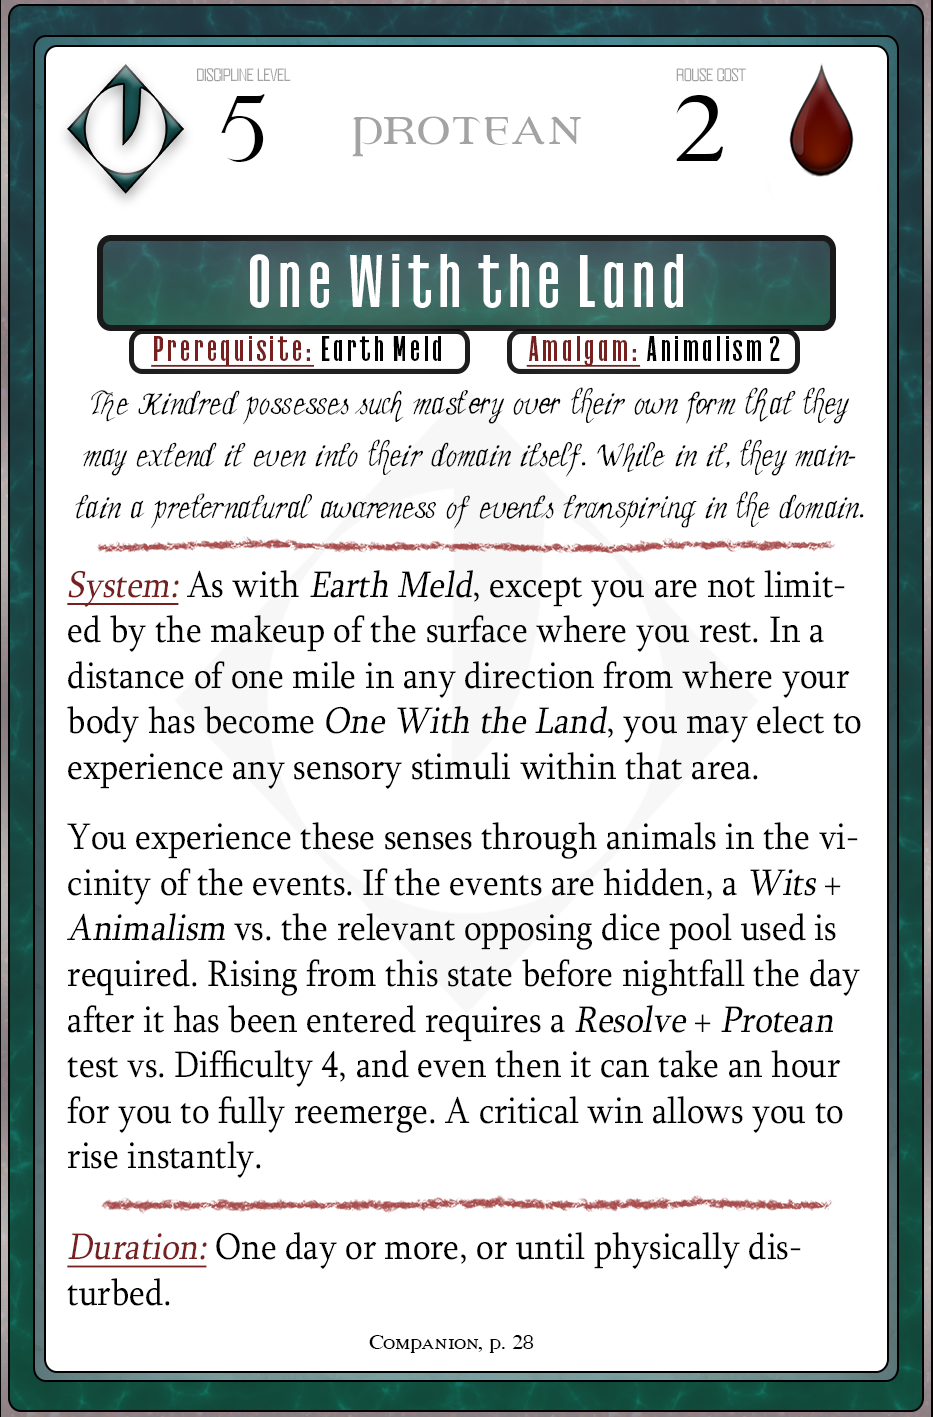 DISCIPLINE LEVEL
5
PROTEAN
ROUSE COST
2
One With the Land
Prerequisite: Earth Meld
Amalgam: Animalism 2
The Kindred possesses such mastery over their own form that they
may extend it even into their domain itself. While in it, they main-
tain a preternatural awareness of events transpiring in the domain.
System: As with Earth Meld, except you are not limit-
ed by the makeup of the surface where you rest. In a
distance of one mile in any direction from where your
body has become One With the Land, you may elect to
experience any sensory stimuli within that area.
You experience these senses through animals in the vi-
cinity of the events. If the events are hidden, a Wits +
Animalism vs. the relevant opposing dice pool used is
required. Rising from this state before nightfall the day
after it has been entered requires a Resolve + Protean
test vs. Difficulty 4, and even then it can take an hour
for you to fully reemerge. A critical win allows you to
rise instantly.
Duration: One day or more, or until physically dis-
turbed.
Companion, p. 28